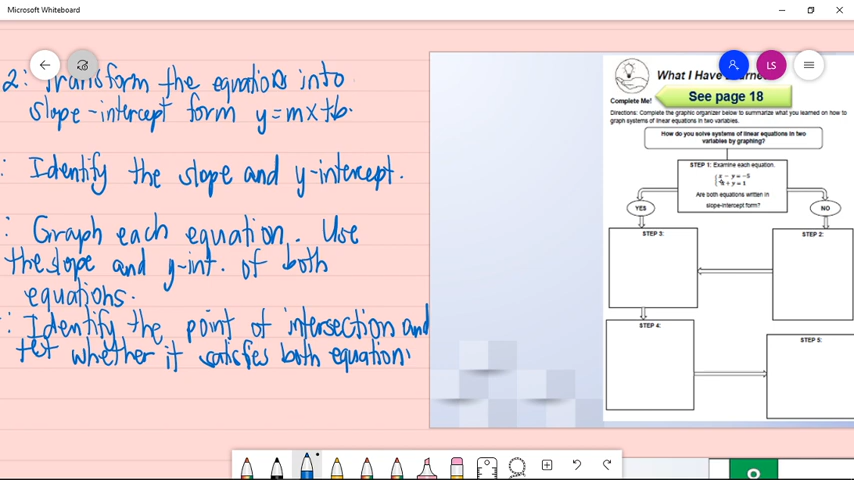 Microsoft Whiteboard
2: Transform the equations into
slope-intercept form y=mx+b.
: Identify the slope and y-intercept.
: Graph each equation. Use
the slope and y-int. of both
equations.
: Identify the point of intersection and
test whether it satisfies both equation
What I Have
LS
See page 18
Complete Me!
Directions: Complete the graphic organizer below to summarize what you learned on how to
graph systems of linear equations in two variables.
How do you solve systems of linear equations in two
variables by graphing?
STEP 1: Examine each equation.
x − y = −5
x + y = 1
Are both equations written in
slope-intercept form?
YES
NO
STEP 3:
STEP 2:
STEP 4:
STEP 5:
8